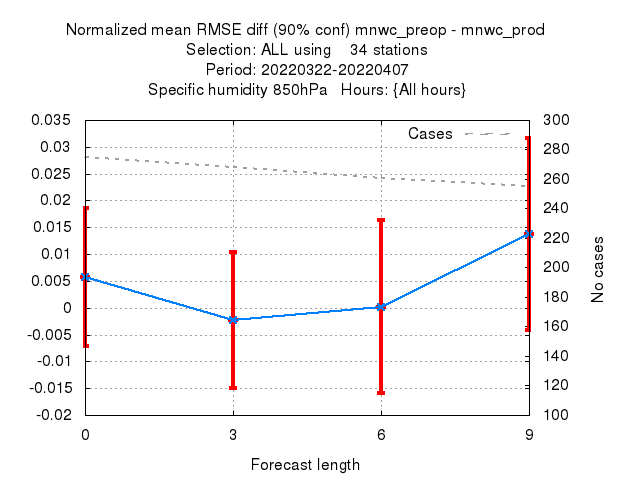 Normalized mean RMSE diff (90% conf) mnwc_preop - mnwc_prod
Selection: ALL using    34 stations
Period: 20220322-20220407
Specific humidity 850hPa   Hours: {All hours}
Cases
0.035
0.03
0.025
0.02
0.015
0.01
0.005
0
-0.005
-0.01
-0.015
-0.02
300
280
260
240
220
200
180
160
140
120
100
No cases
0 3 6 9
Forecast length